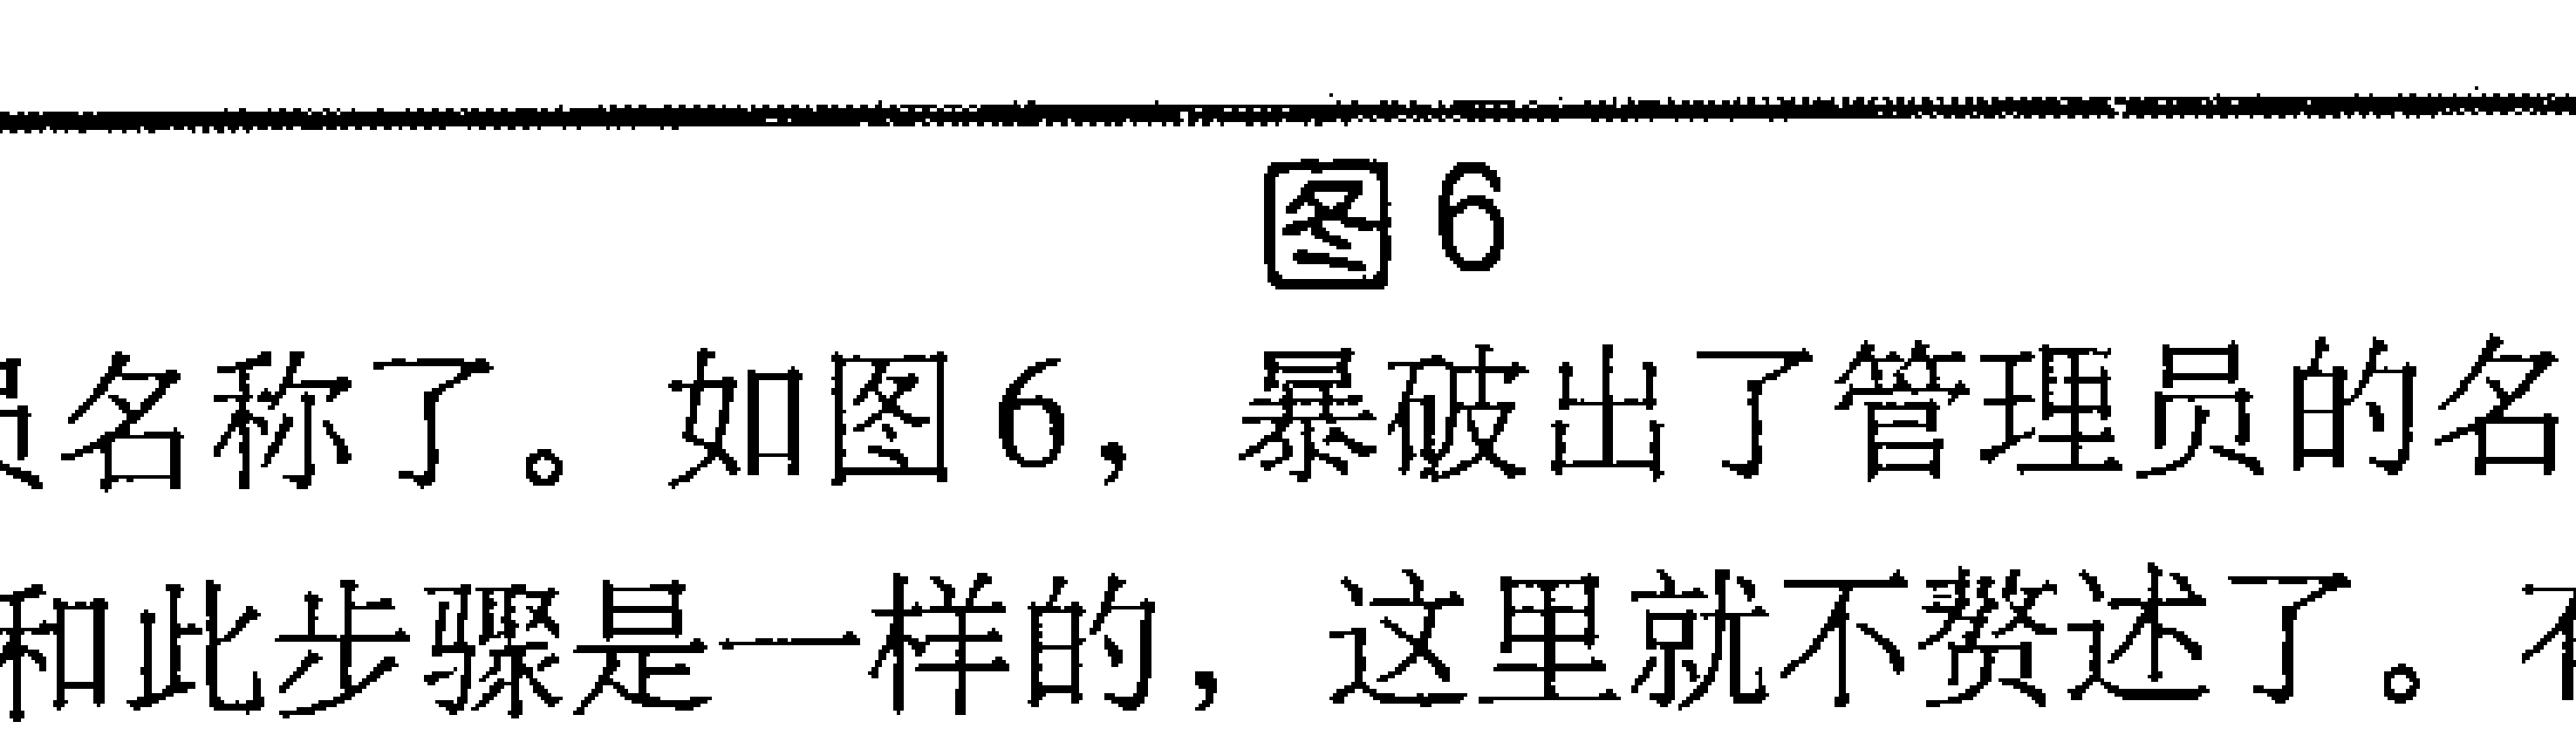 图 6
员名称了。如图 6，暴破出了管理员的名
和此步骤是一样的，这里就不赘述了。